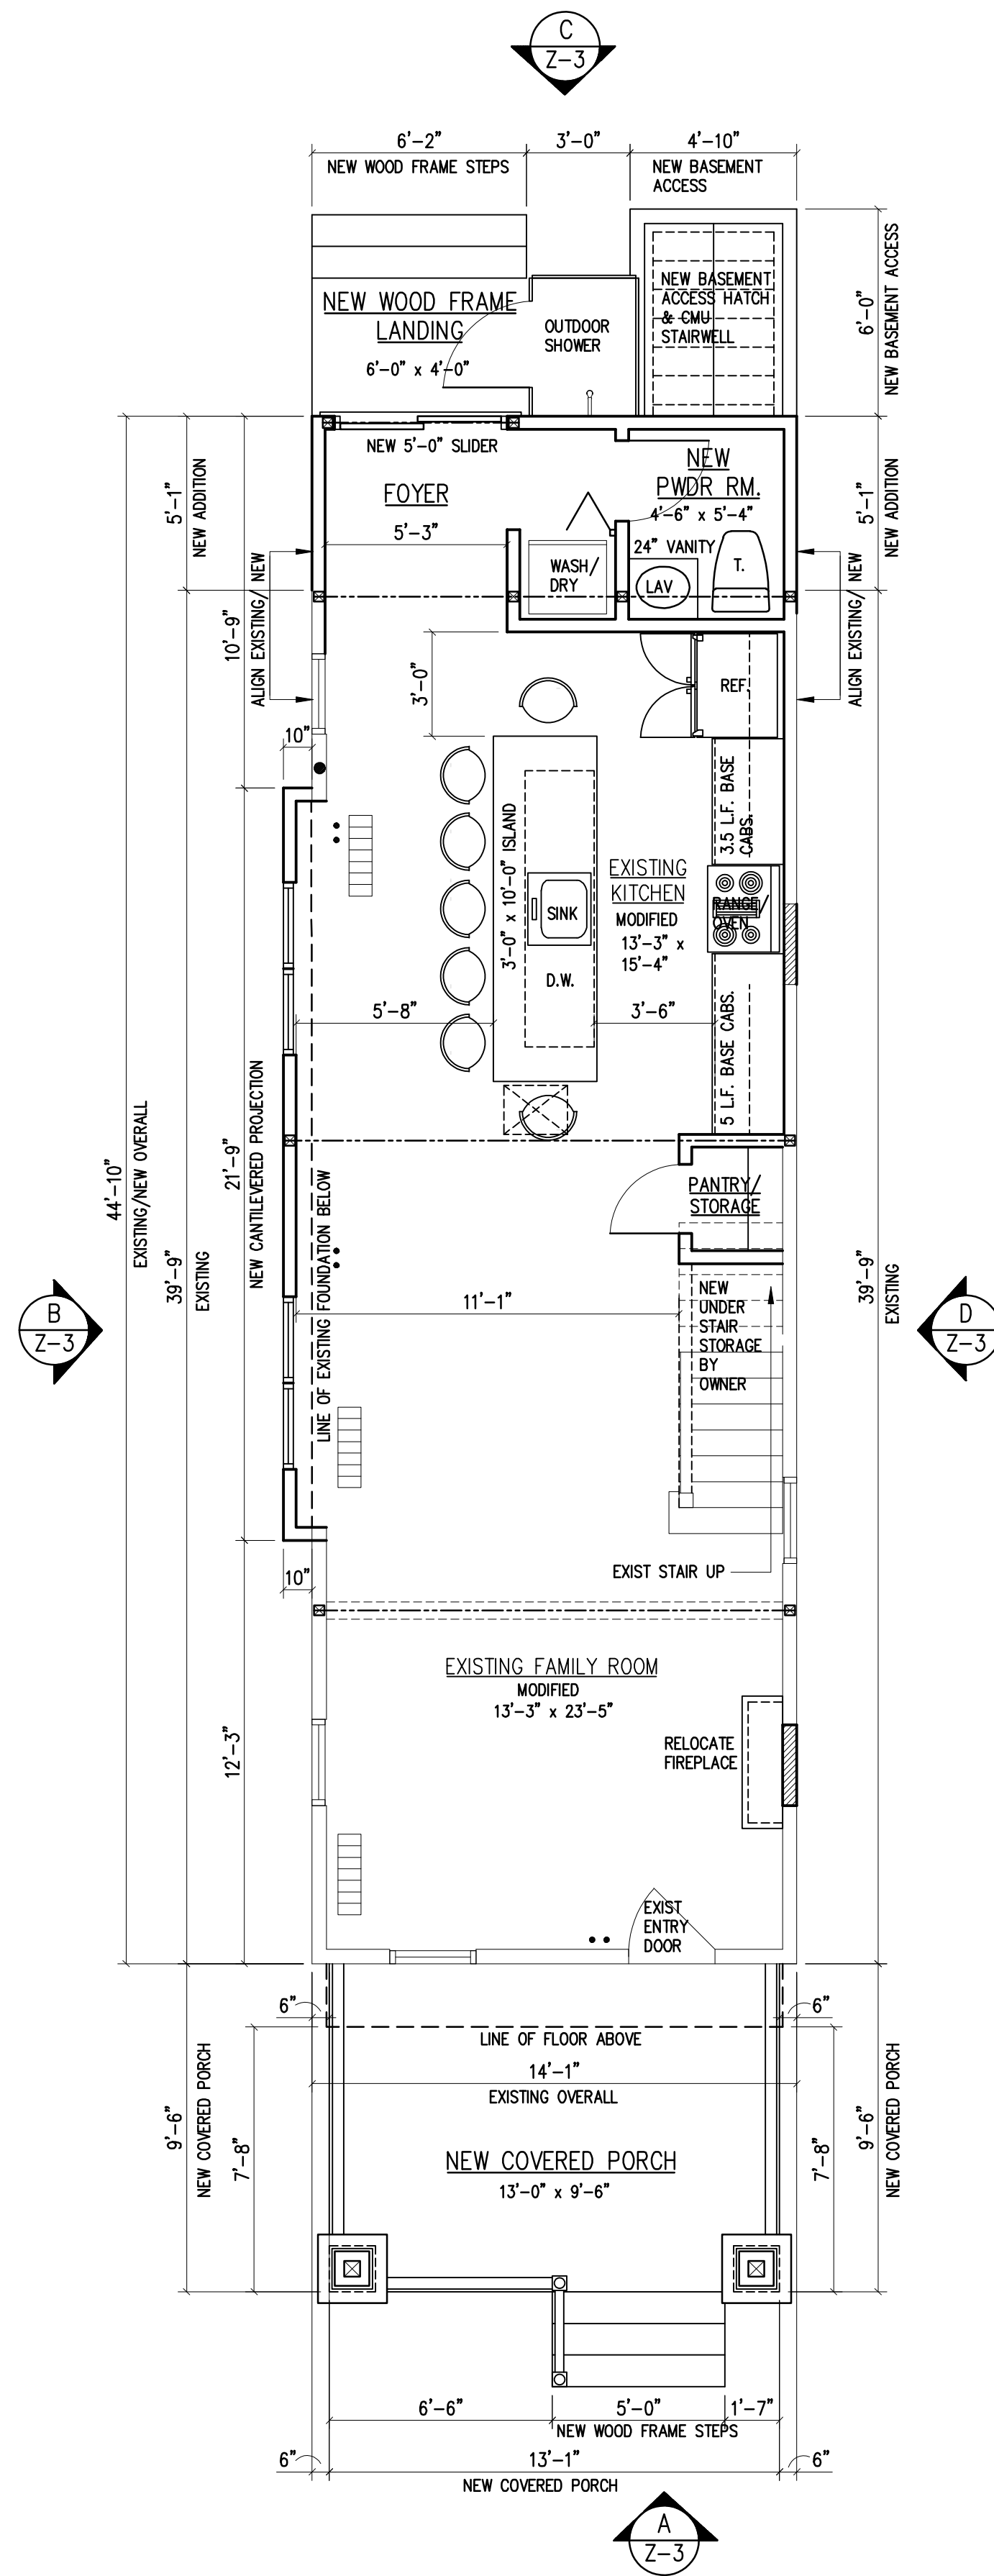 C
Z-3
6'-2"
3'-0"
4'-10"
NEW WOOD FRAME STEPS
NEW BASEMENT
ACCESS
NEW WOOD FRAME
LANDING
6'-0" x 4'-0"
OUTDOOR
SHOWER
NEW BASEMENT
ACCESS HATCH
& CMU
STAIRWELL
6'-0"
NEW BASEMENT ACCESS
NEW 5'-0" SLIDER
FOYER
5'-3"
NEW
PWDR RM.
4'-6" x 5'-4"
24" VANITY
WASH/
DRY
LAV
T.
5'-1"
NEW ADDITION
5'-1"
NEW ADDITION
10'-9"
ALIGN EXISTING/ NEW
ALIGN EXISTING/ NEW
3'-0"
REF.
10"
3.5 L.F. BASE
CABS.
3'-0" x 10'-0" ISLAND
EXISTING
KITCHEN
MODIFIED
13'-3" x
15'-4"
SINK
D.W.
RANGE/
OVEN
5'-8"
3'-6"
5 L.F. BASE CABS.
44'-10"
EXISTING/NEW OVERALL
39'-9"
EXISTING
21'-9"
NEW CANTILEVERED PROJECTION
LINE OF EXISTING FOUNDATION BELOW
PANTRY/
STORAGE
11'-1"
NEW
UNDER
STAIR
STORAGE
BY
OWNER
39'-9"
EXISTING
B
Z-3
D
Z-3
EXIST STAIR UP
10"
EXISTING FAMILY ROOM
MODIFIED
13'-3" x 23'-5"
RELOCATE
FIREPLACE
12'-3"
EXIST
ENTRY
DOOR
6"
6"
LINE OF FLOOR ABOVE
14'-1"
EXISTING OVERALL
9'-6"
NEW COVERED PORCH
7'-8"
NEW COVERED PORCH
13'-0" x 9'-6"
7'-8"
9'-6"
NEW COVERED PORCH
6'-6"
5'-0"
1'-7"
NEW WOOD FRAME STEPS
6"
13'-1"
6"
NEW COVERED PORCH
A
Z-3